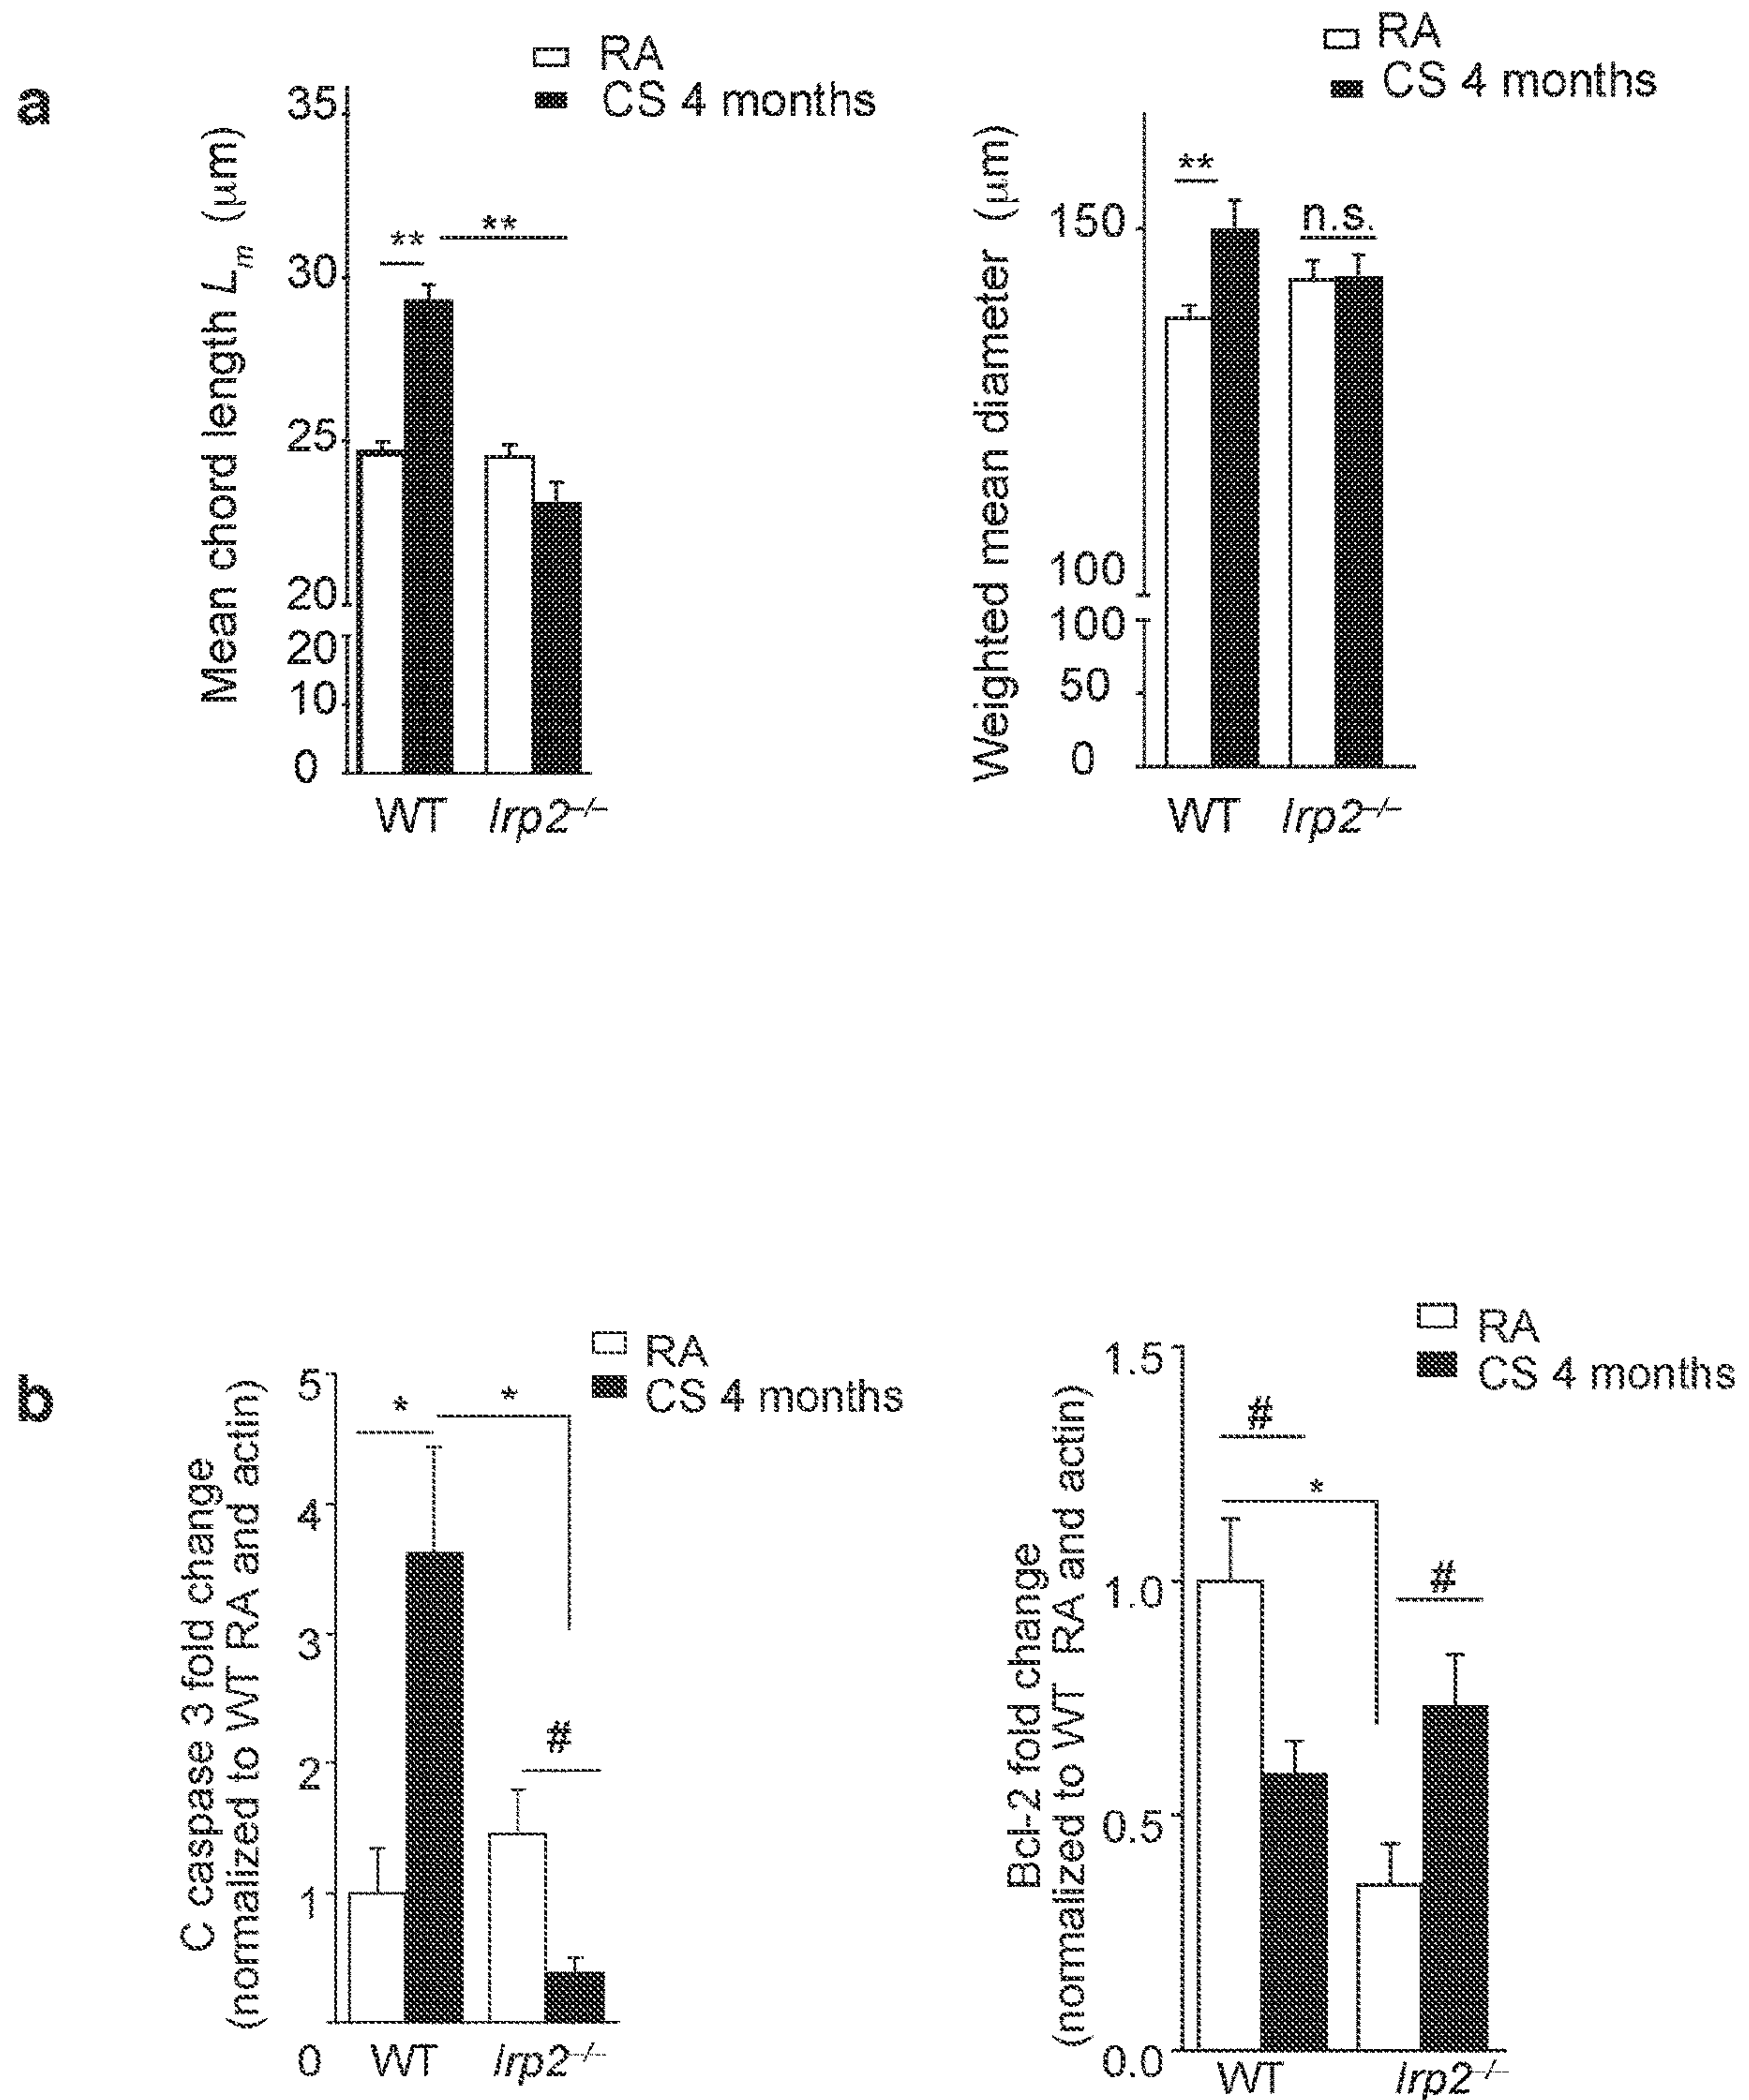 a
RA
CS 4 months
Mean chord length Lm (μm)
35
30
25
20
20
10
0
**
**
WT
Irp2–/–
RA
CS 4 months
Weighted mean diameter (μm)
150
100
100
50
0
**
n.s.
WT
Irp2–/–
b
RA
CS 4 months
C caspase 3 fold change
(normalized to WT RA and actin)
5
4
3
2
1
0
*
*
#
WT
Irp2–/–
RA
CS 4 months
Bcl-2 fold change
(normalized to WT RA and actin)
1.5
1.0
0.5
0.0
#
*
#
WT
Irp2–/–